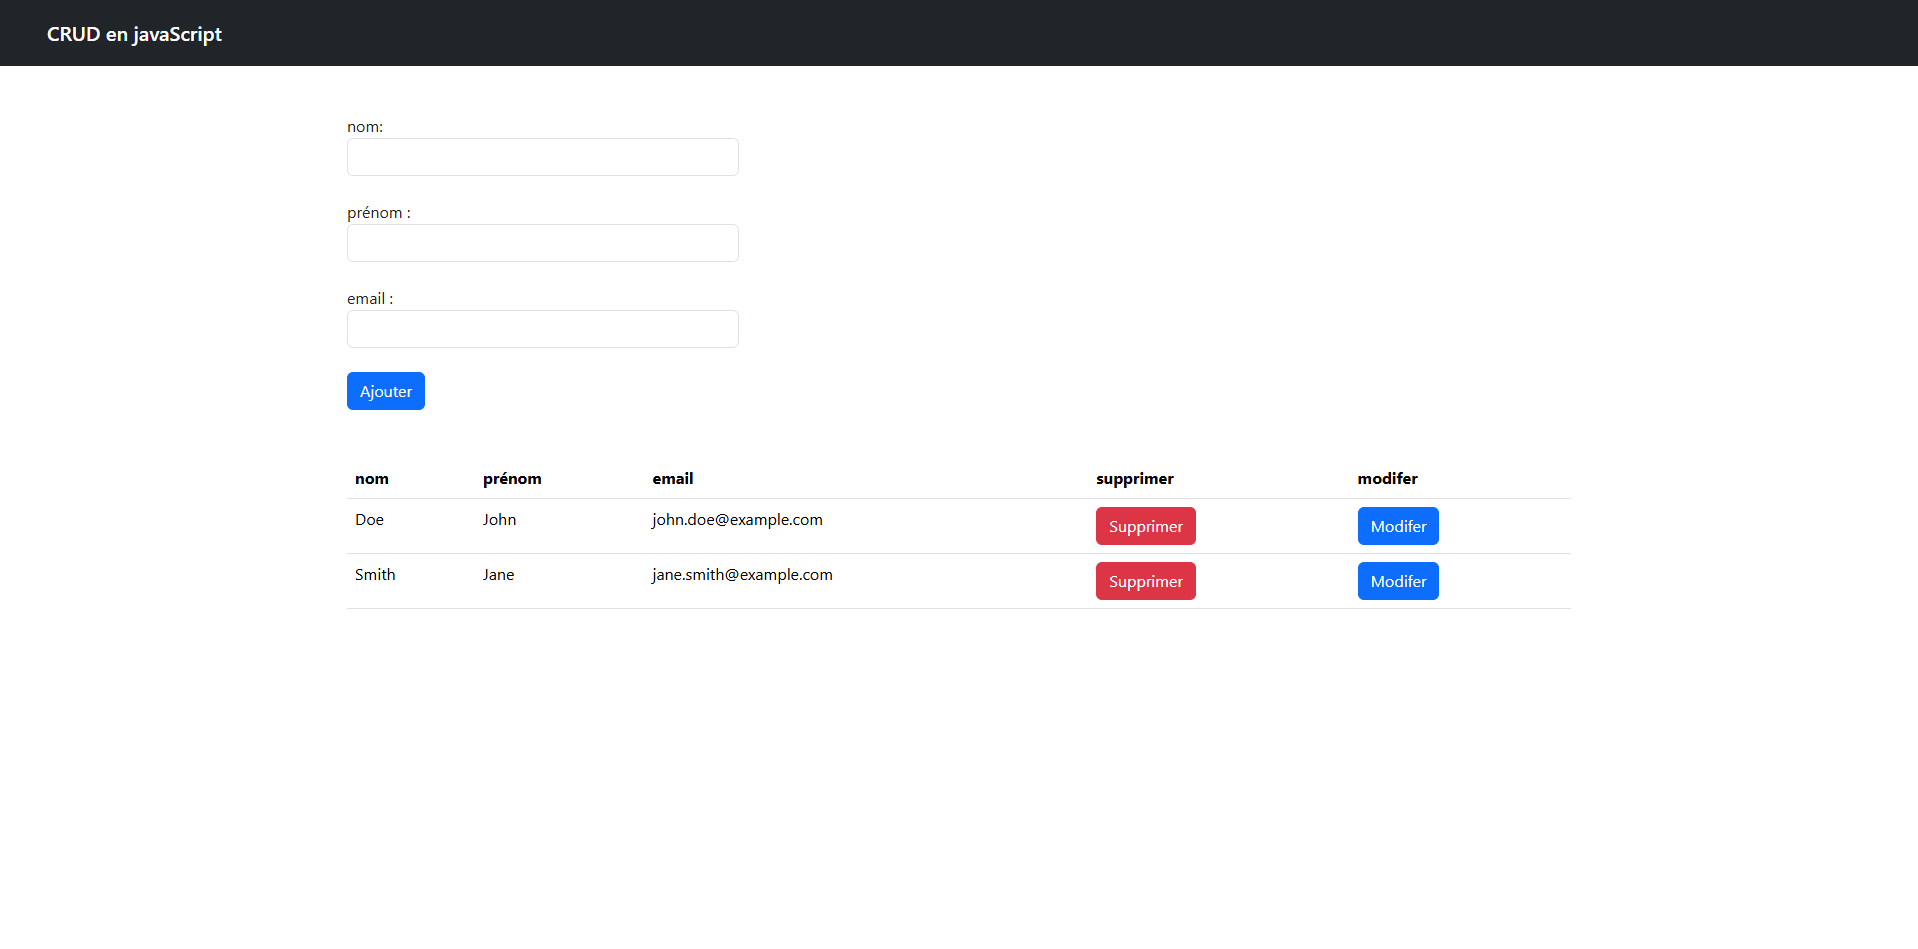 CRUD en javaScript
nom:
prénom :
email :
Ajouter
nom prénom email supprimer modifer
Doe John john.doe@example.com Supprimer Modifer
Smith Jane jane.smith@example.com Supprimer Modifer